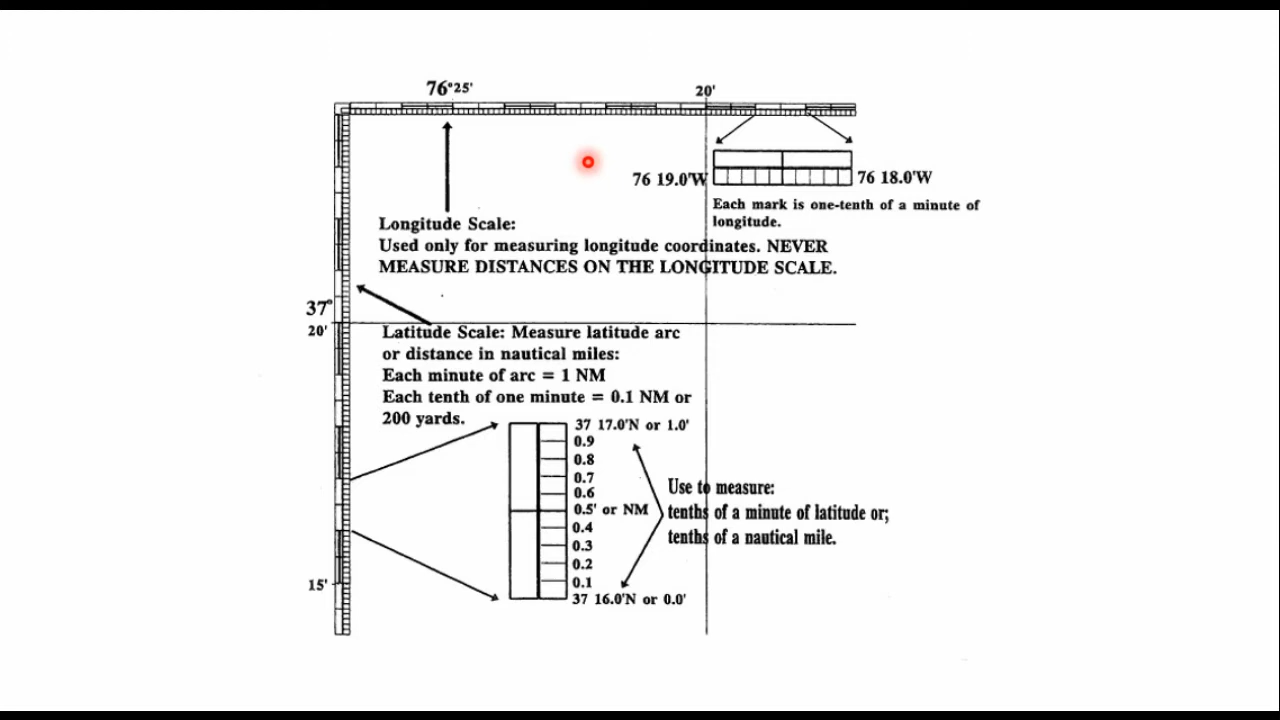 76°25'
20'
76 19.0'W
76 18.0'W
Each mark is one-tenth of a minute of
longitude.
Longitude Scale:
Used only for measuring longitude coordinates. NEVER
MEASURE DISTANCES ON THE LONGITUDE SCALE.
37°
20'
Latitude Scale: Measure latitude arc
or distance in nautical miles:
Each minute of arc = 1 NM
Each tenth of one minute = 0.1 NM or
200 yards.
37 17.0'N or 1.0'
0.9
0.8
0.7
0.6
0.5' or NM
0.4
0.3
0.2
0.1
37 16.0'N or 0.0'
Use to measure:
tenths of a minute of latitude or;
tenths of a nautical mile.
15'